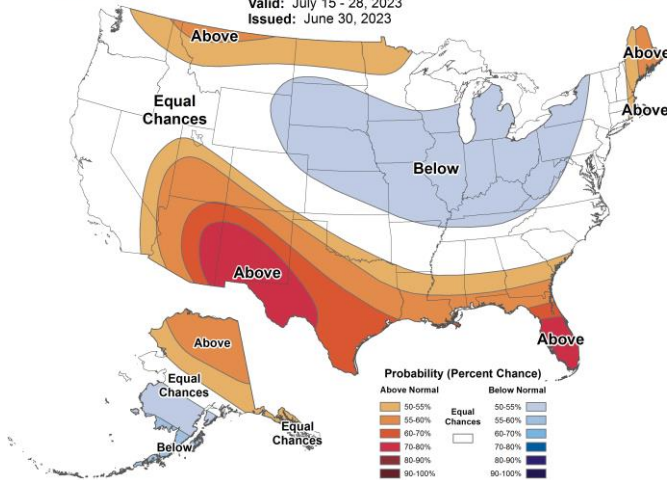 Valid: July 15 - 28, 2023
Issued: June 30, 2023
Above
Above
Equal
Chances
Above
Below
Above
Above
Above
Equal
Chances
Below
Equal
Chances
Probability (Percent Chance)
Above Normal
Below Normal
50-55%
55-60%
60-70%
70-80%
80-90%
90-100%
Equal
Chances
50-55%
55-60%
60-70%
70-80%
80-90%
90-100%